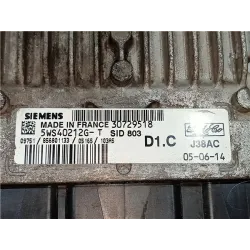 SIEMENS
MADE IN FRANCE 30729518
5WS40212G-T SID 803
D1.C
J38AC
05-06-14